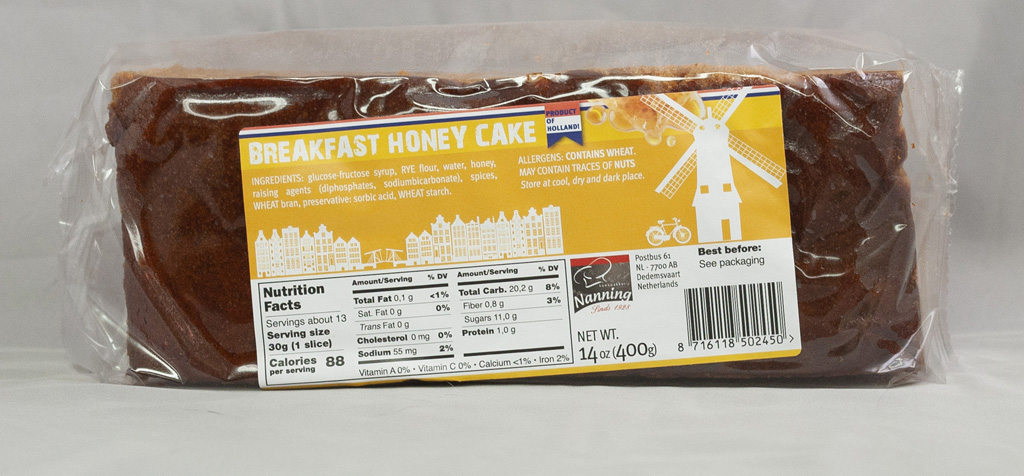 BREAKFAST HONEY CAKE
PRODUCT
OF
HOLLAND!
INGREDIENTS: glucose-fructose syrup, RYE flour, water, honey,
raising agents (diphosphates, sodiumbicarbonate), spices,
WHEAT bran, preservative: sorbic acid, WHEAT starch.
ALLERGENS: CONTAINS WHEAT.
MAY CONTAIN TRACES OF NUTS
Store at cool, dry and dark place.
Nutrition
Facts
Servings about 13
Serving size
30g (1 slice)
Calories 88
per serving
Amount/Serving % DV
Total Fat 0,1 g <1%
Sat. Fat 0 g 0%
Trans Fat 0 g
Cholesterol 0 mg 0%
Sodium 55 mg 2%
Amount/Serving % DV
Total Carb. 20,2 g 8%
Fiber 0,8 g 3%
Sugars 11,0 g
Protein 1,0 g
Vitamin A 0% • Vitamin C 0% • Calcium <1% • Iron 2%
Nanning
Sinds 1925
Postbus 61
NL - 7700 AB
Dedemsvaart
Netherlands
NET WT.
14 oz (400g)
Best before:
See packaging
8 716118 502450 >